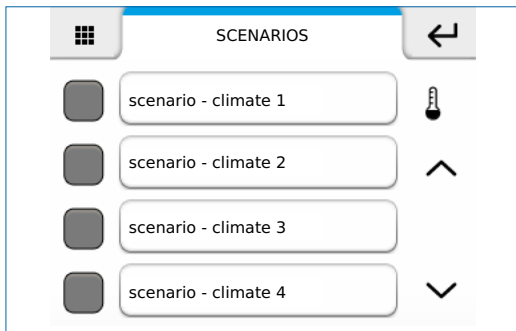 SCENARIOS
scenario - climate 1
scenario - climate 2
scenario - climate 3
scenario - climate 4